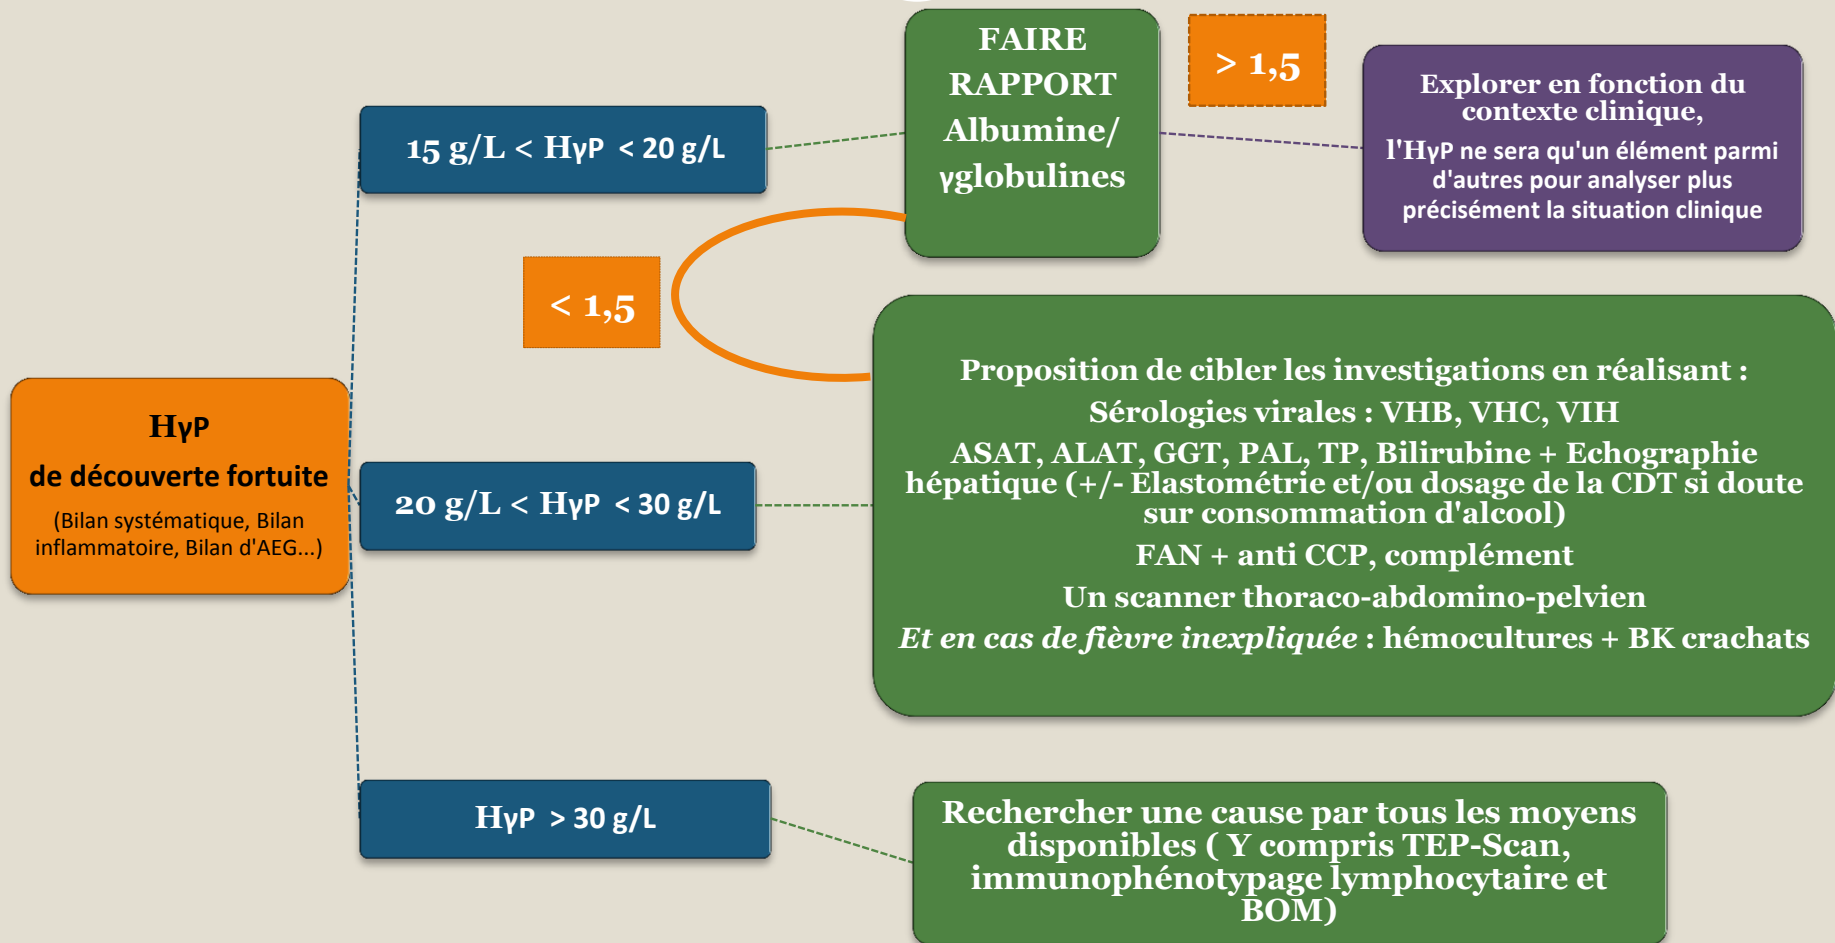 HγP
de découverte fortuite
(Bilan systématique, Bilan
inflammatoire, Bilan d'AEG...)
15 g/L < HγP < 20 g/L
FAIRE
RAPPORT
Albumine/
γglobulines
> 1,5
Explorer en fonction du
contexte clinique,
l'HγP ne sera qu'un élément parmi
d'autres pour analyser plus
précisément la situation clinique
< 1,5
20 g/L < HγP < 30 g/L
Proposition de cibler les investigations en réalisant :
Sérologies virales : VHB, VHC, VIH
ASAT, ALAT, GGT, PAL, TP, Bilirubine + Echographie
hépatique (+/- Elastométrie et/ou dosage de la CDT si doute
sur consommation d'alcool)
FAN + anti CCP, complément
Un scanner thoraco-abdomino-pelvien
Et en cas de fièvre inexpliquée : hémocultures + BK crachats
HγP > 30 g/L
Rechercher une cause par tous les moyens
disponibles ( Y compris TEP-Scan,
immunophénotypage lymphocytaire et
BOM)